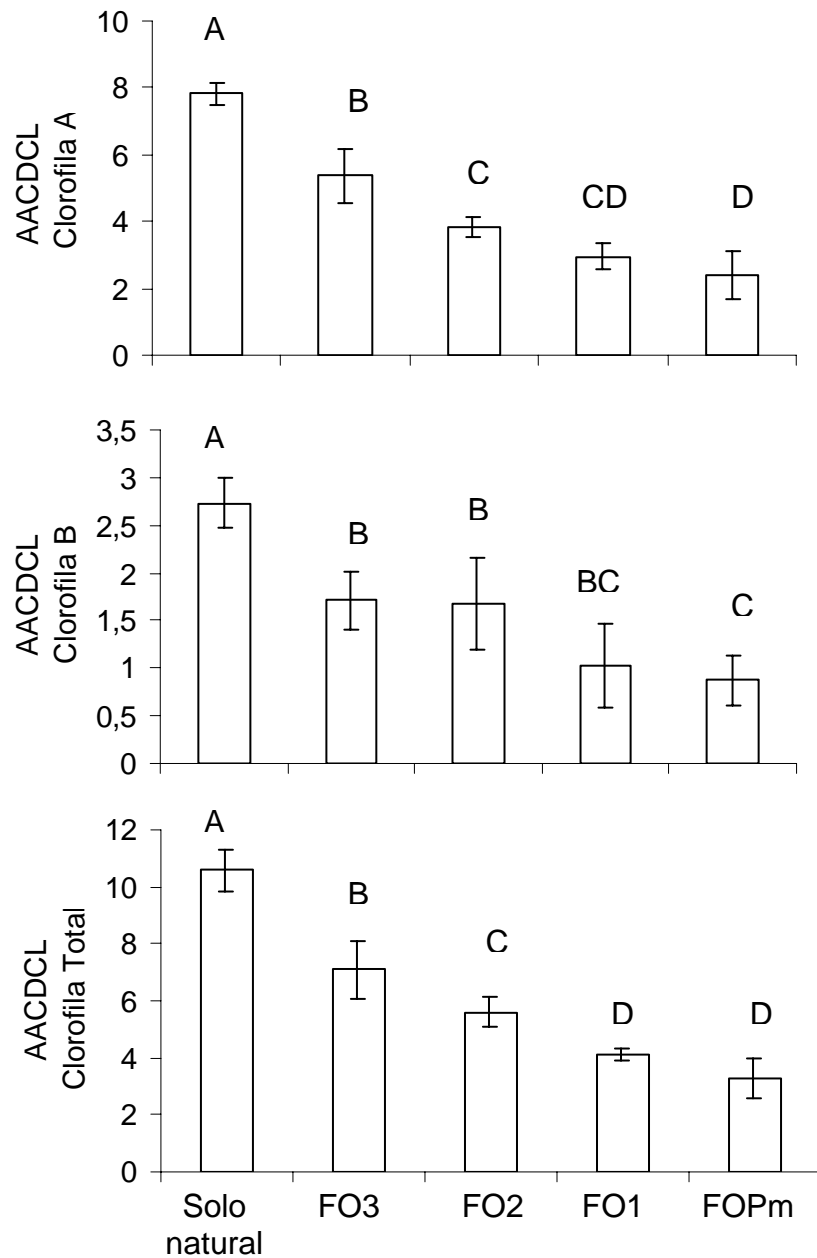 10
8
6
4
2
0
AACDCL
Clorofila A
A
B
C
CD
D
3,5
3
2,5
2
1,5
1
0,5
0
AACDCL
Clorofila B
A
B
B
BC
C
12
10
8
6
4
2
0
AACDCL
Clorofila Total
A
B
C
D
D
Solo natural
FO3
FO2
FO1
FOPm